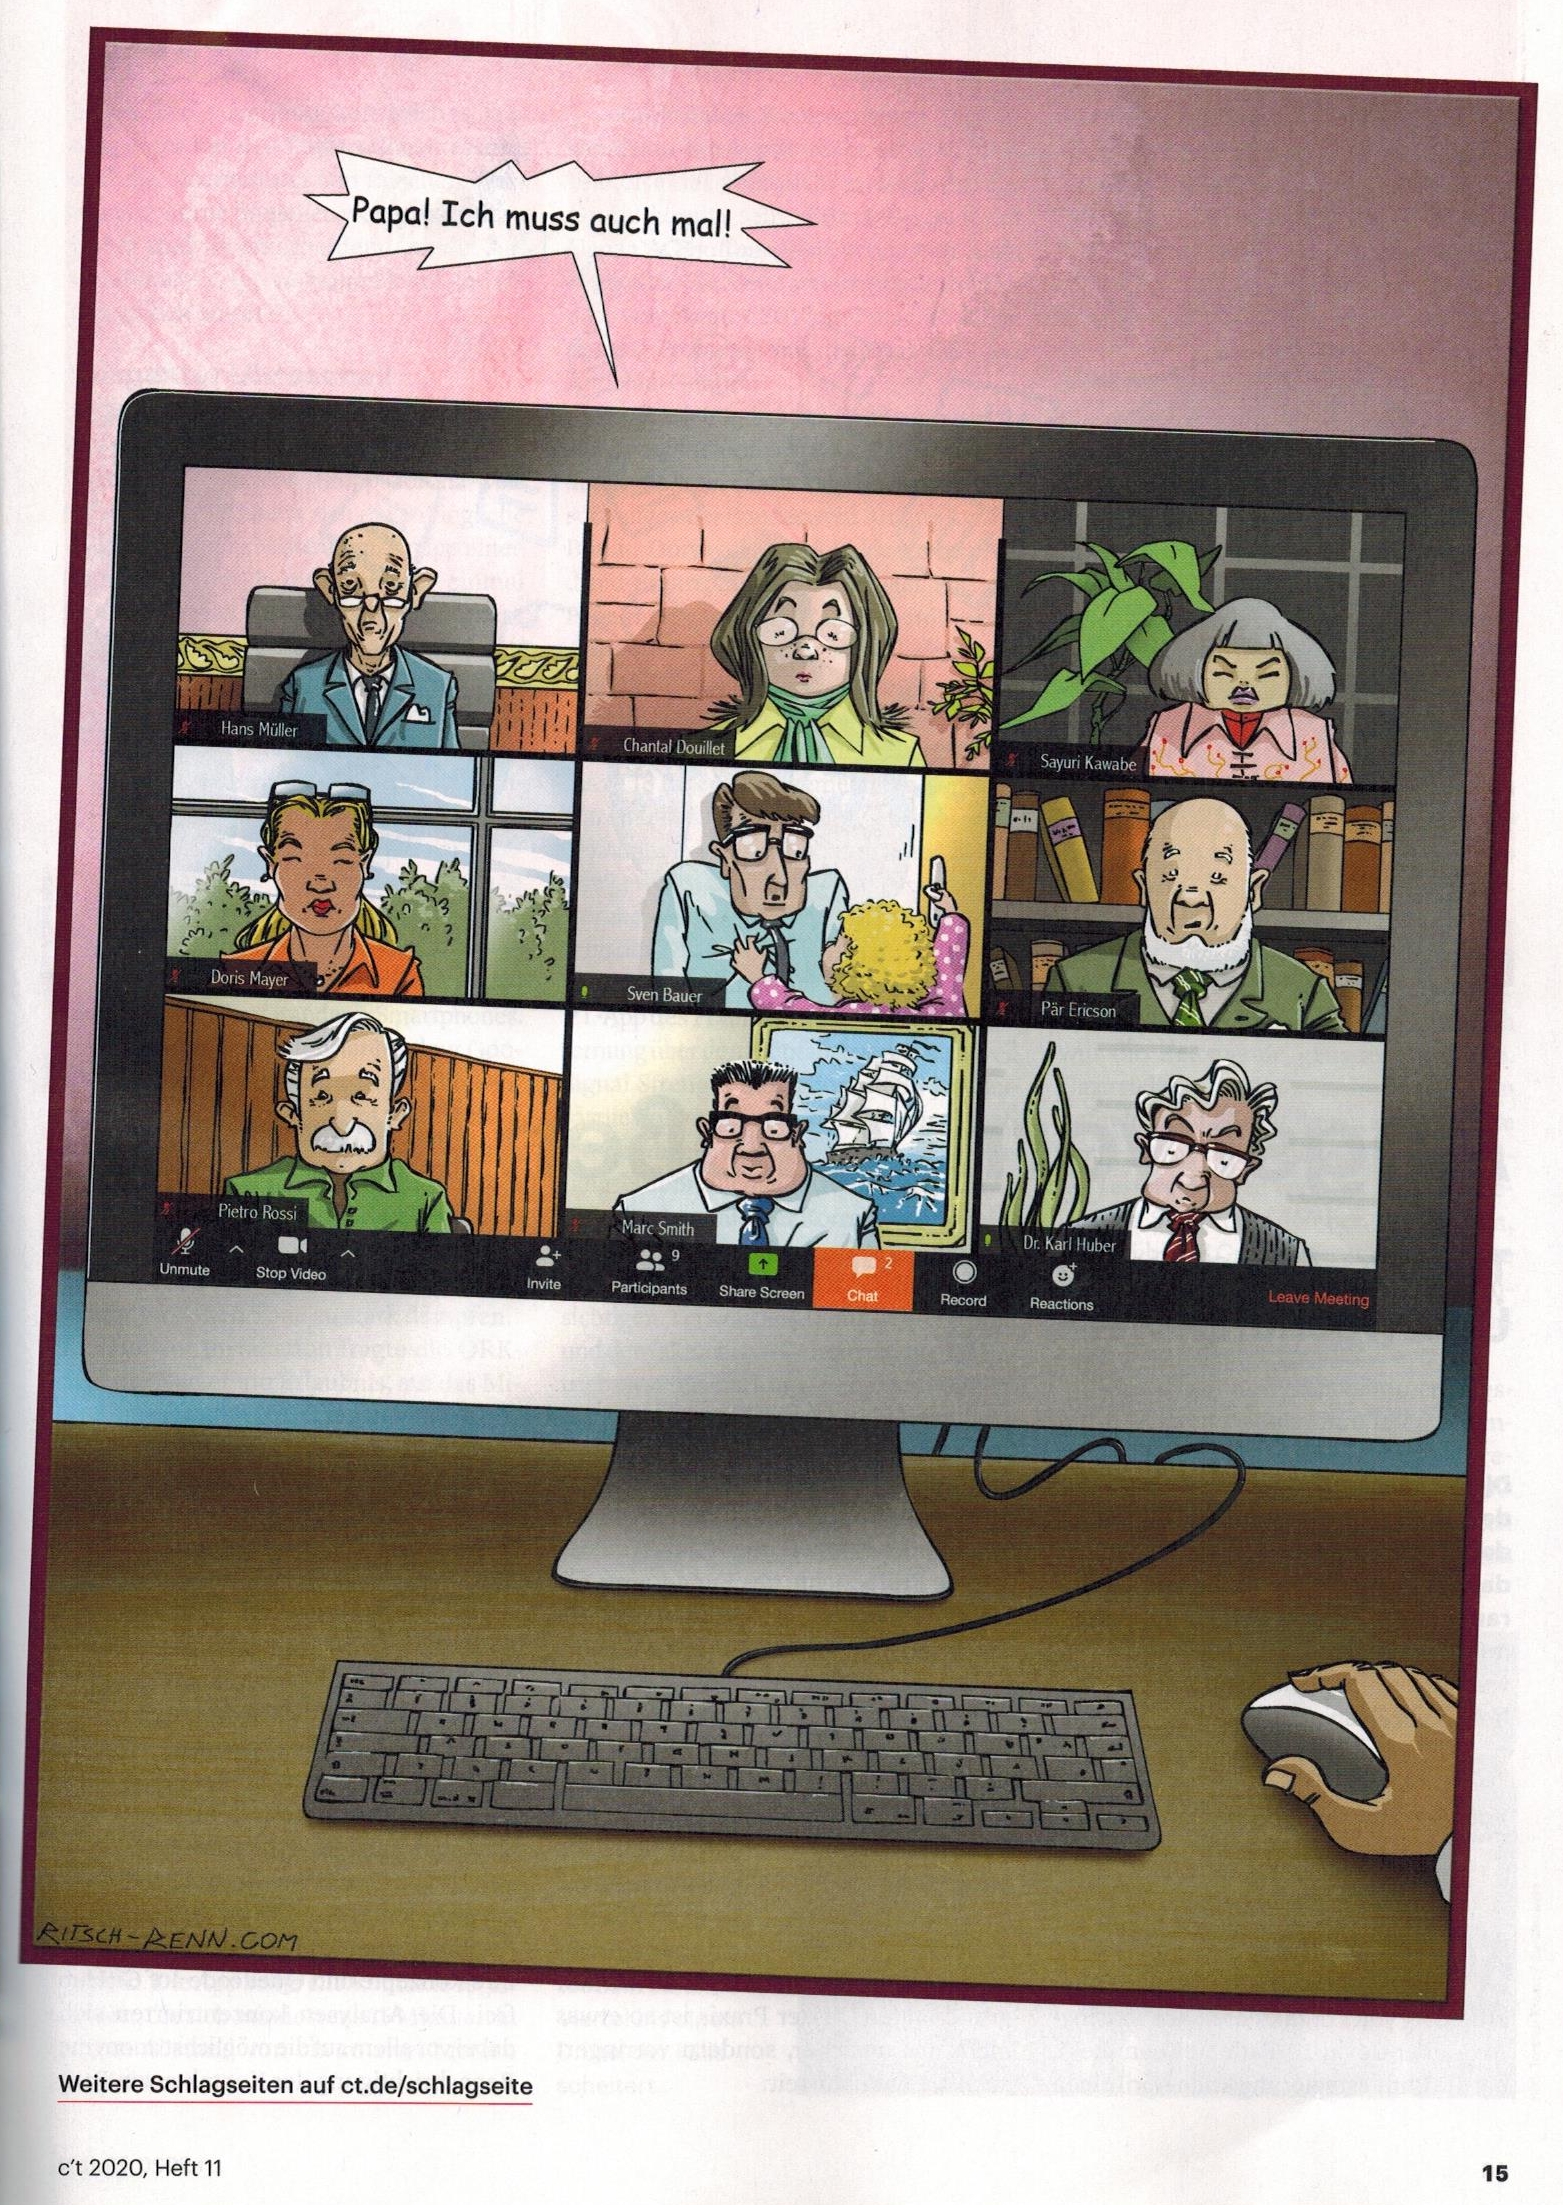 Papa! Ich muss auch mal!
Hans Müller
Chantal Douillet
Sayuri Kawabe
Doris Mayer
Sven Bauer
Pär Ericson
Pietro Rossi
Marc Smith
Dr. Karl Huber
Unmute
Stop Video
Invite
9
Participants
Share Screen
2
Chat
Record
Reactions
Leave Meeting
RITSCH-RENN.COM
Weitere Schlagseiten auf ct.de/schlagseite
c't 2020, Heft 11
15